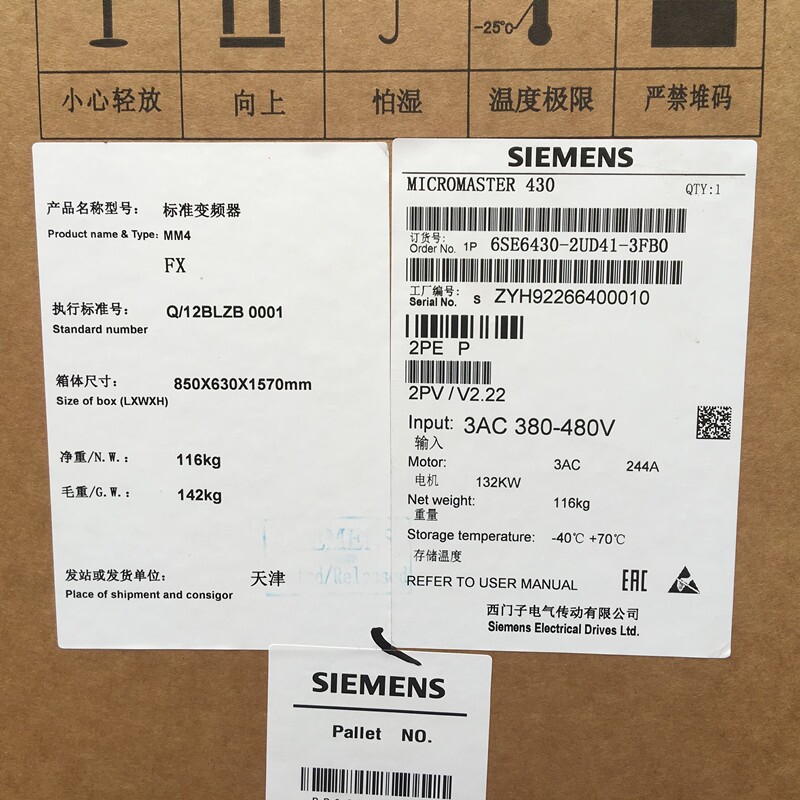 -25℃
小心轻放
向上
怕湿
温度极限
严禁堆码
产品名称型号: 标准变频器
Product name & Type: MM4
FX
执行标准号: Q/12BLZB 0001
Standard number
箱体尺寸: 850X630X1570mm
Size of box (LXWXH)
净重/N.W.: 116kg
毛重/G.W.: 142kg
发站或发货单位: 天津
Place of shipment and consigor
SIEMENS
MICROMASTER 430 QTY:1
订货号:
Order No. 1P 6SE6430-2UD41-3FB0
工厂编号:
Serial No. S ZYH92266400010
2PE P
2PV/V2.22
Input: 3AC 380-480V
输入
Motor: 3AC 244A
电机 132KW
Net weight: 116kg
重量
Storage temperature: -40℃ +70℃
存储温度
REFER TO USER MANUAL EAC
西门子电气传动有限公司
Siemens Electrical Drives Ltd.
SIEMENS
Pallet NO.